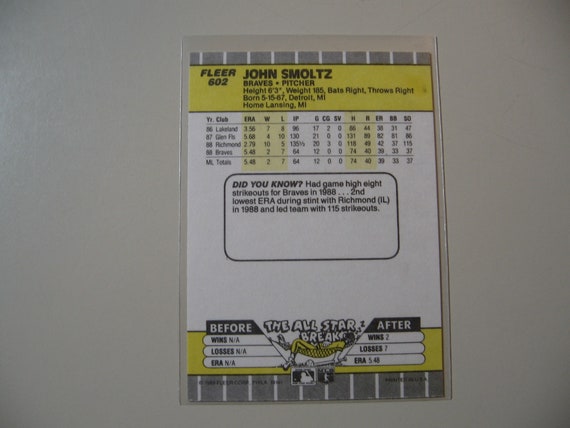 FLEER
602
JOHN SMOLTZ
BRAVES • PITCHER
Height 6'3", Weight 185, Bats Right, Throws Right
Born 5-15-67, Detroit, MI
Home Lansing, MI
Yr. Club ERA W L IP G CG SV H R ER BB SO
86 Lakeland 3.56 7 8 96 17 2 0 86 44 38 31 47
87 Glen Fls 5.68 4 10 130 21 0 0 131 89 82 81 86
88 Richmond 2.79 10 5 135⅓ 20 3 0 118 49 42 37 115
88 Braves 5.48 2 7 64 12 0 0 74 40 39 33 37
ML Totals 5.48 2 7 64 12 0 0 74 40 39 33 37
DID YOU KNOW? Had game high eight
strikeouts for Braves in 1988 . . . 2nd
lowest ERA during stint with Richmond (IL)
in 1988 and led team with 115 strikeouts.
BEFORE THE ALL STAR BREAK AFTER
WINS N/A WINS 2
LOSSES N/A LOSSES 7
ERA N/A ERA 5.48
© 1989 FLEER CORP., PHILA. PRINTED IN U.S.A.